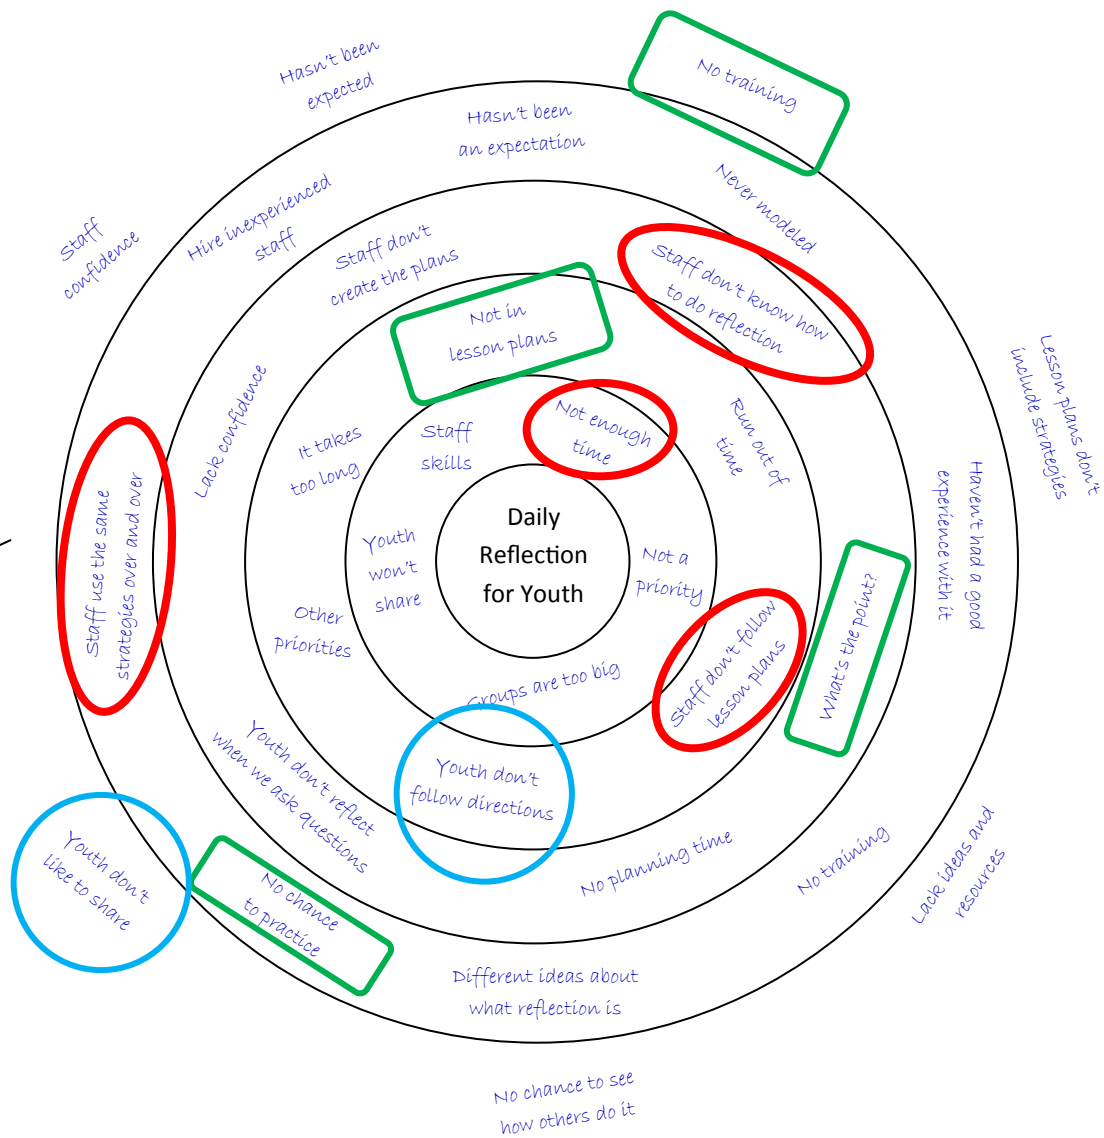 Hasn't been
expected
No training
Hasn't been
an expectation
Never modeled
Hire inexperienced
staff
Staff
confidence
Staff don't
create the plans
Staff don't know how
to do reflection
Not in
lesson plans
Lesson plans don't
include strategies
Lack confidence
It takes
too long
Staff
skills
Not enough
time
Run out of
time
Haven't had a good
experience with it
Staff use the same
strategies over and over
Daily
Reflection
for Youth
Youth
won't
share
Not a
priority
Other
priorities
Groups are too big
Staff don't follow
lesson plans
What's the point?
Youth don't reflect
when we ask questions
Youth don't
follow directions
No planning time
No training
Lack ideas and
resources
Youth don't
like to share
No chance
to practice
Different ideas about
what reflection is
No chance to see
how others do it